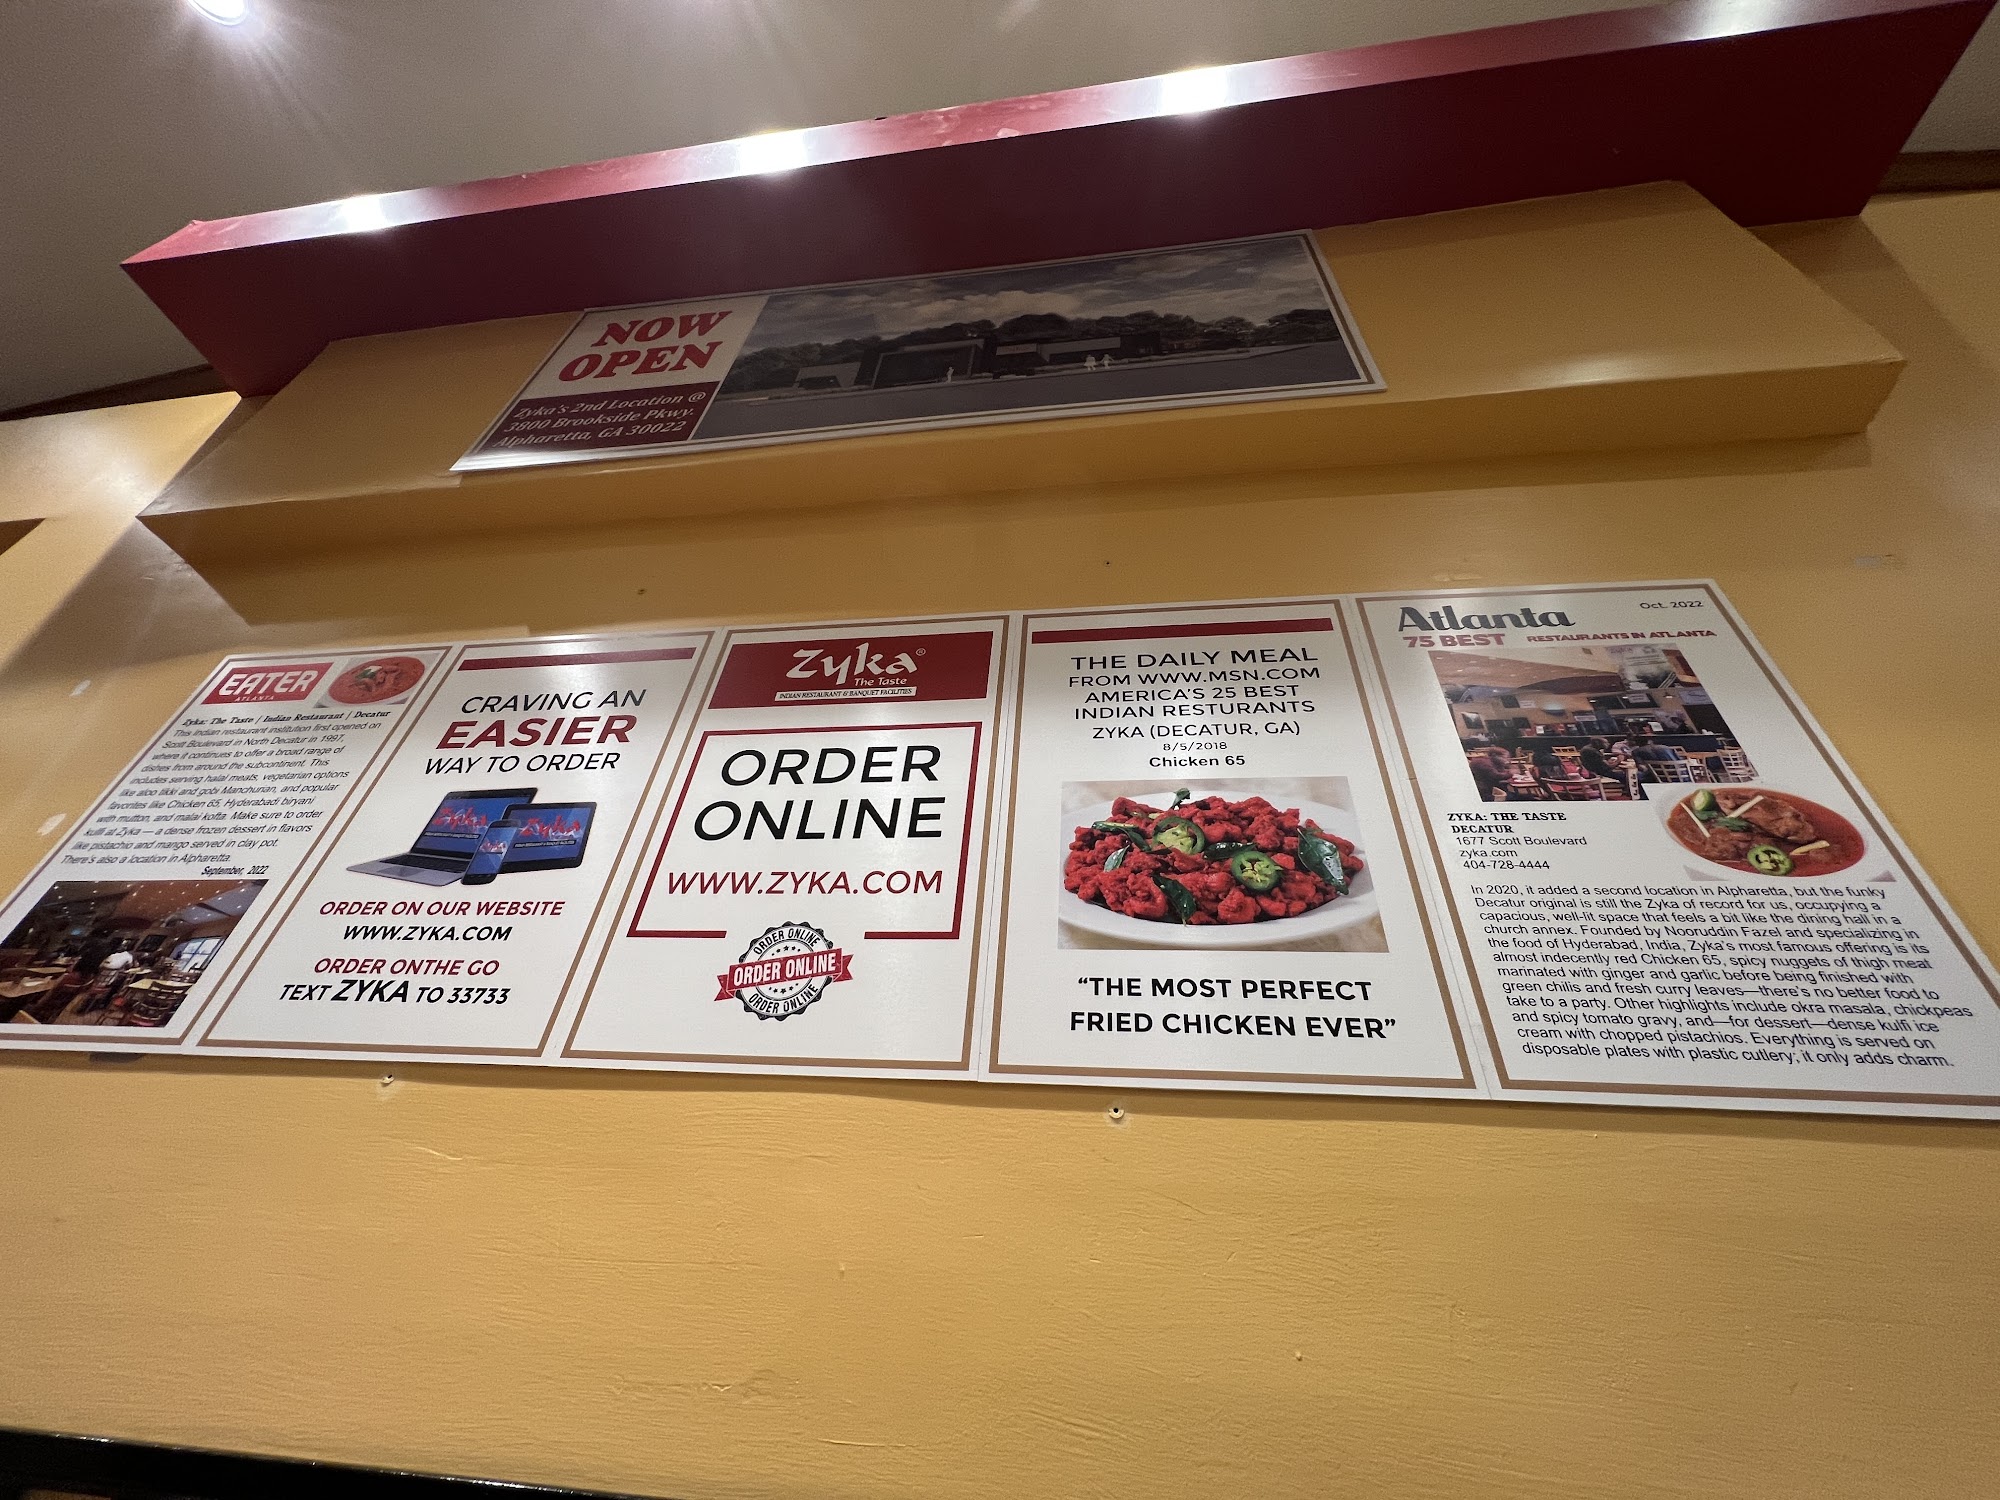 NOW
OPEN
Zyka's 2nd Location @
3800 Brookside Pkwy.
Alpharetta, GA 30022
EATER
ATLANTA
Zyka: The Taste | Indian Restaurant | Decatur
This Indian restaurant institution first opened on
Scott Boulevard in North Decatur in 1997,
where it continues to offer a broad range of
dishes from around the subcontinent. This
includes serving halal meats, vegetarian options
like aloo tikki and gobi Manchurian, and popular
favorites like Chicken 65, Hyderabadi biryani
with mutton, and malai kofta. Make sure to order
kulfi at Zyka — a dense frozen dessert in flavors
like pistachio and mango served in clay pot.
There's also a location in Alpharetta.
September, 2022
CRAVING AN
EASIER
WAY TO ORDER
Zyka
Zyka
Zyka
ORDER ON OUR WEBSITE
WWW.ZYKA.COM
ORDER ONTHE GO
TEXT ZYKA TO 33733
Zyka®
The Taste
INDIAN RESTAURANT & BANQUET FACILITIES
ORDER
ONLINE
WWW.ZYKA.COM
ORDER ONLINE
ORDER ONLINE
ORDER ONLINE
THE DAILY MEAL
FROM WWW.MSN.COM
AMERICA'S 25 BEST
INDIAN RESTURANTS
ZYKA (DECATUR, GA)
8/5/2018
Chicken 65
"THE MOST PERFECT
FRIED CHICKEN EVER"
Atlanta
Oct. 2022
75 BEST RESTAURANTS IN ATLANTA
ZYKA: THE TASTE
DECATUR
1677 Scott Boulevard
zyka.com
404-728-4444
In 2020, it added a second location in Alpharetta, but the funky
Decatur original is still the Zyka of record for us, occupying a
capacious, well-lit space that feels a bit like the dining hall in a
church annex. Founded by Nooruddin Fazel and specializing in
the food of Hyderabad, India, Zyka's most famous offering is its
almost indecently red Chicken 65, spicy nuggets of thigh meat
marinated with ginger and garlic before being finished with
green chilis and fresh curry leaves—there's no better food to
take to a party. Other highlights include okra masala, chickpeas
and spicy tomato gravy, and—for dessert—dense kulfi ice
cream with chopped pistachios. Everything is served on
disposable plates with plastic cutlery; it only adds charm.